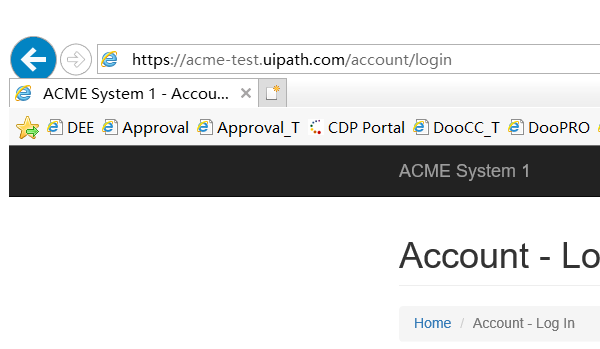 https://acme-test.uipath.com/account/login
ACME System 1 - Accou...
DEE Approval Approval_T CDP Portal DooCC_T DooPRO
ACME System 1
Account - Lo
Home / Account - Log In